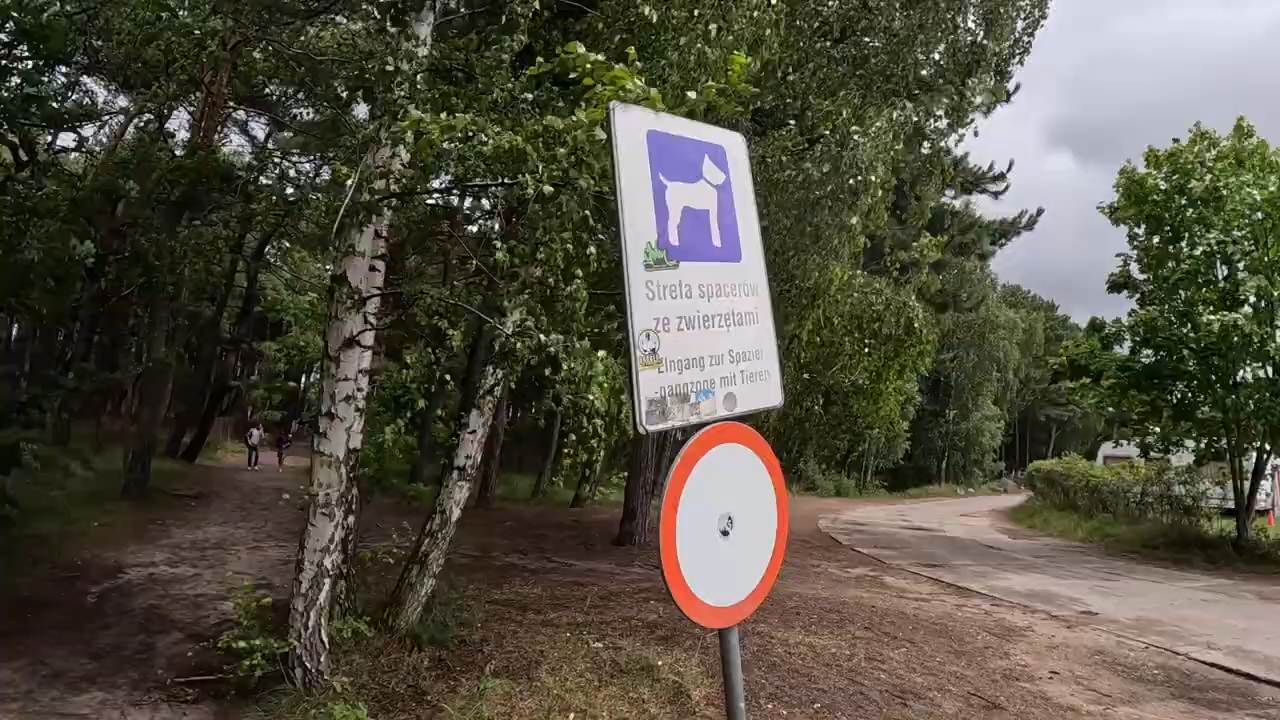 Strefa spacerów
ze zwierzętami
Eingang zur Spazier
-gangzone mit Tieren